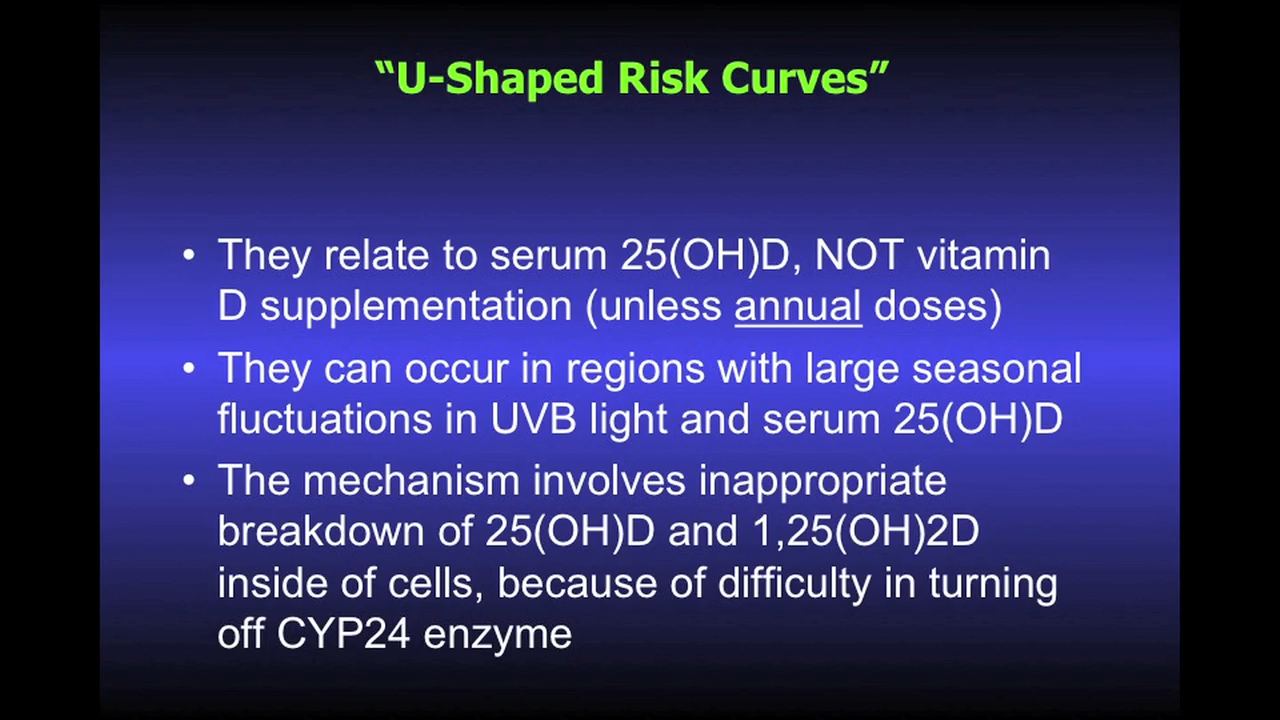 “U-Shaped Risk Curves”
• They relate to serum 25(OH)D, NOT vitamin
D supplementation (unless annual doses)
• They can occur in regions with large seasonal
fluctuations in UVB light and serum 25(OH)D
• The mechanism involves inappropriate
breakdown of 25(OH)D and 1,25(OH)2D
inside of cells, because of difficulty in turning
off CYP24 enzyme